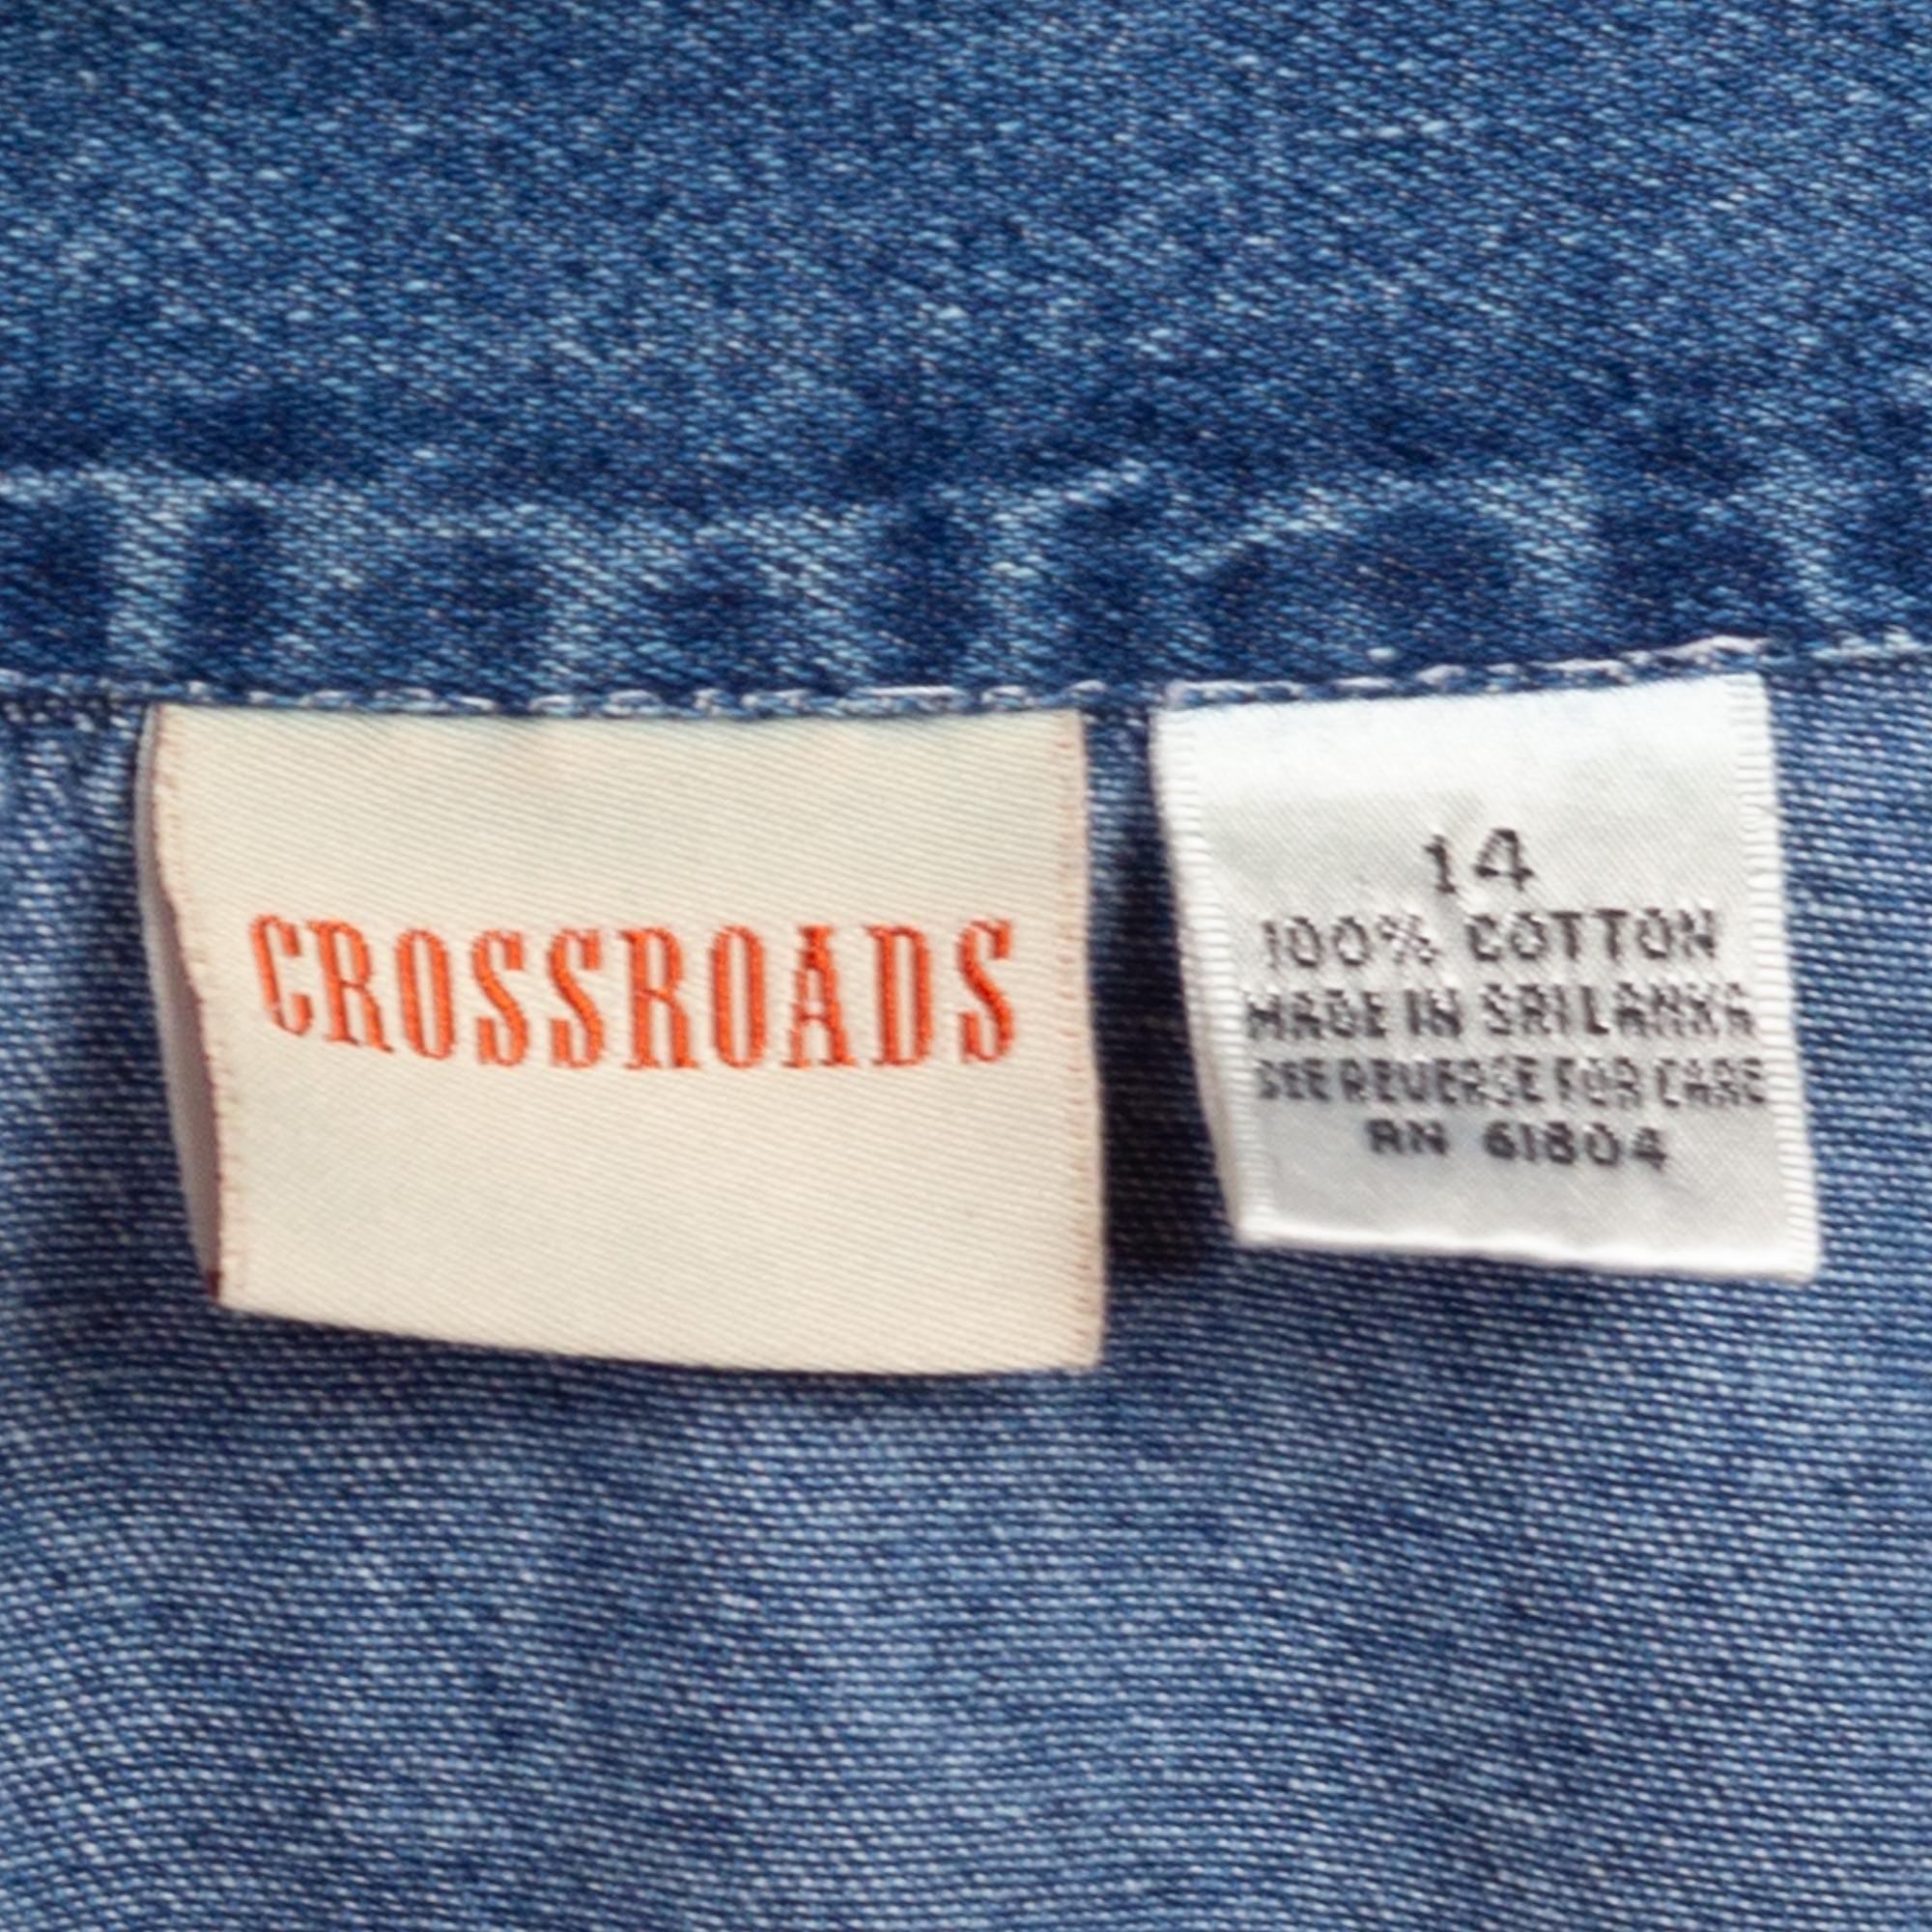 CROSSROADS
14
100% COTTON
MADE IN SRI LANKA
SEE REVERSE FOR CARE
RN 61804